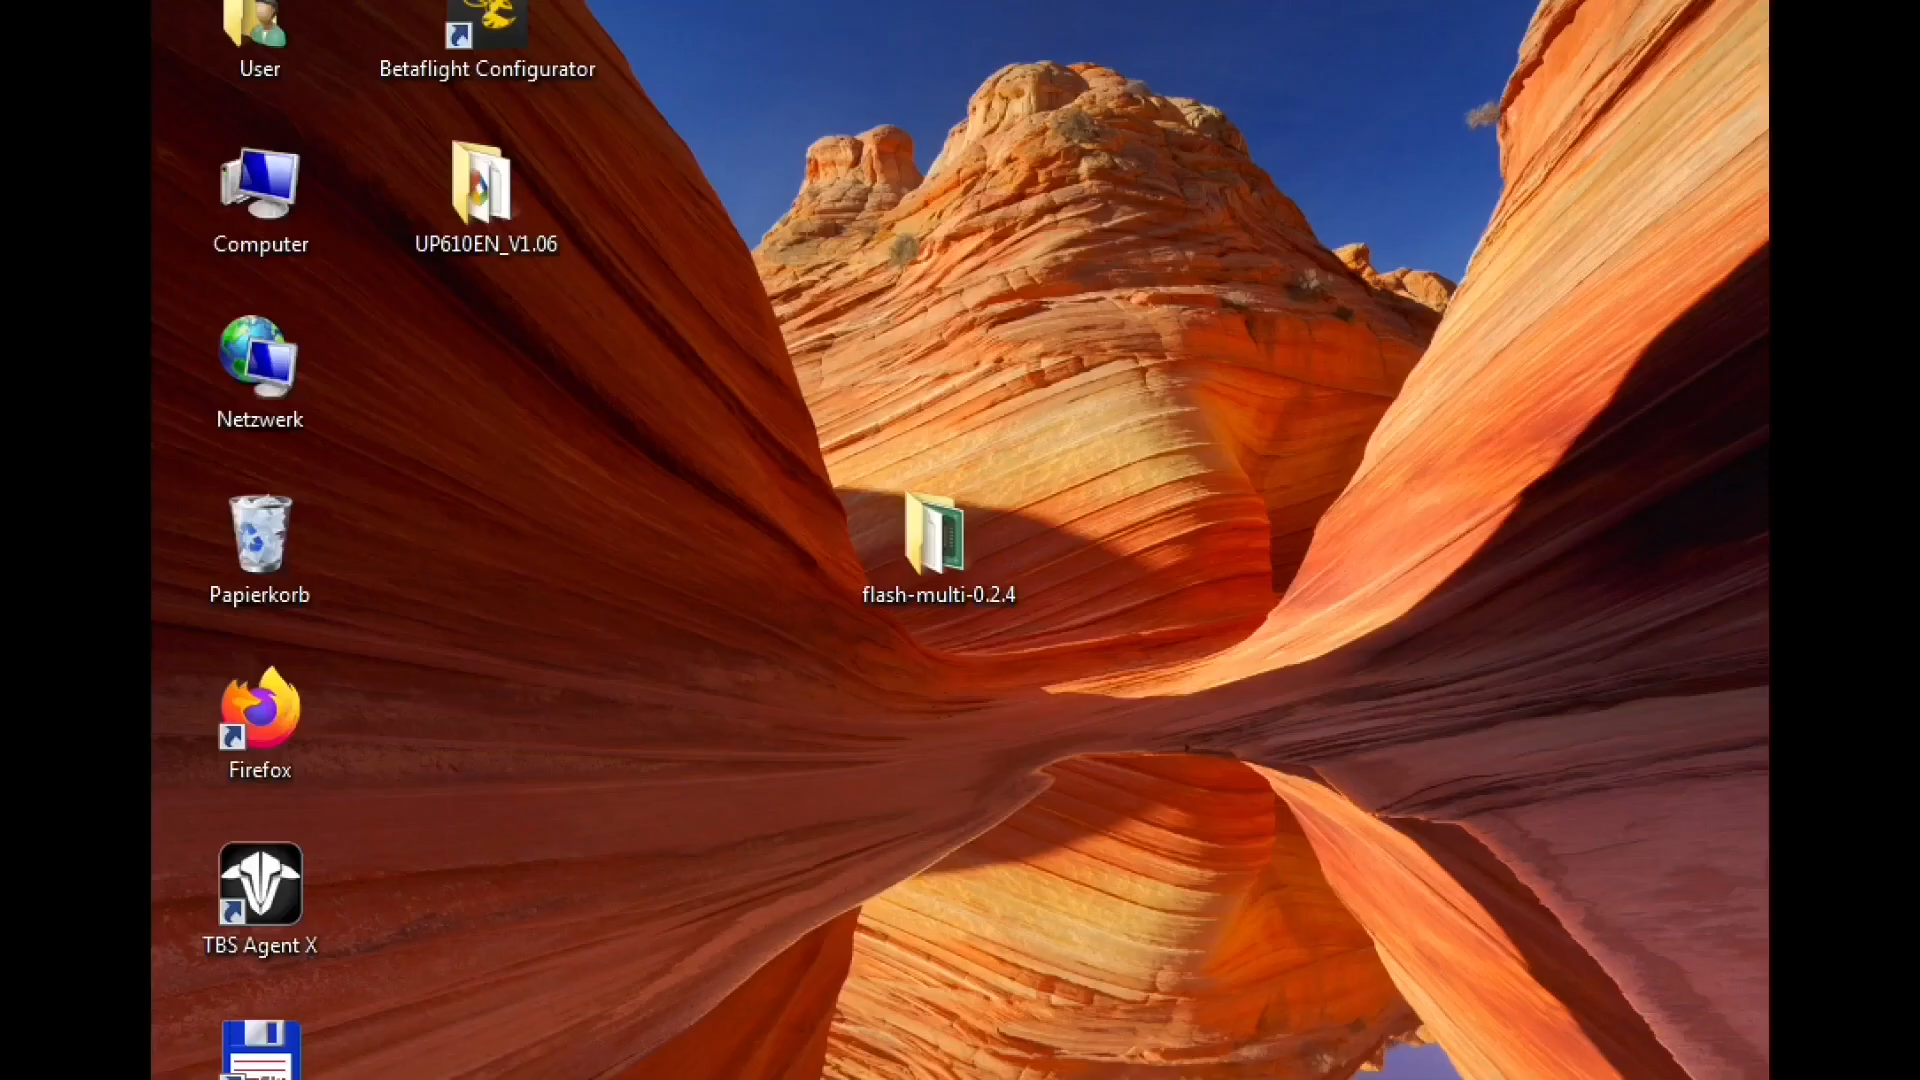 User
Betaflight Configurator
Computer
UP610EN_V1.06
Netzwerk
Papierkorb
flash-multi-0.2.4
Firefox
TBS Agent X